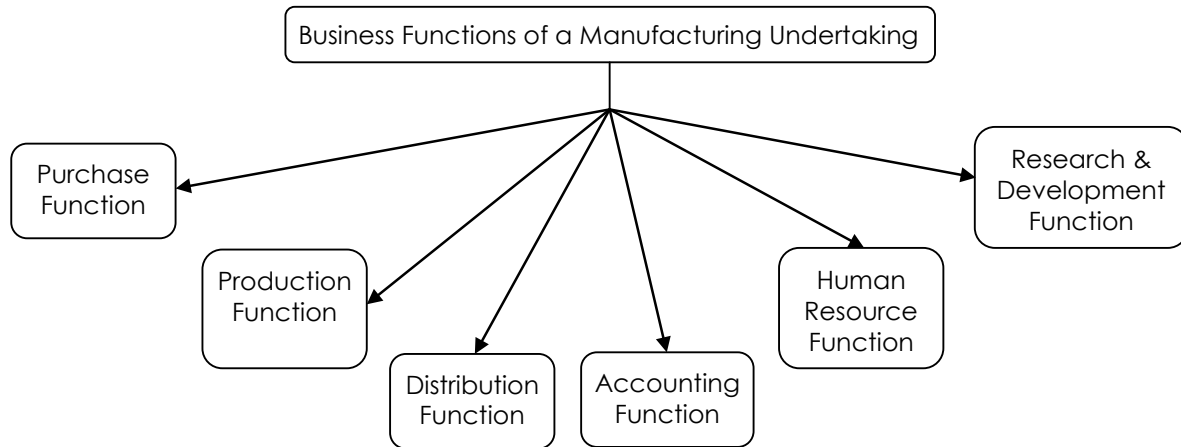 Business Functions of a Manufacturing Undertaking
Purchase
Function
Production
Function
Distribution
Function
Accounting
Function
Human
Resource
Function
Research &
Development
Function